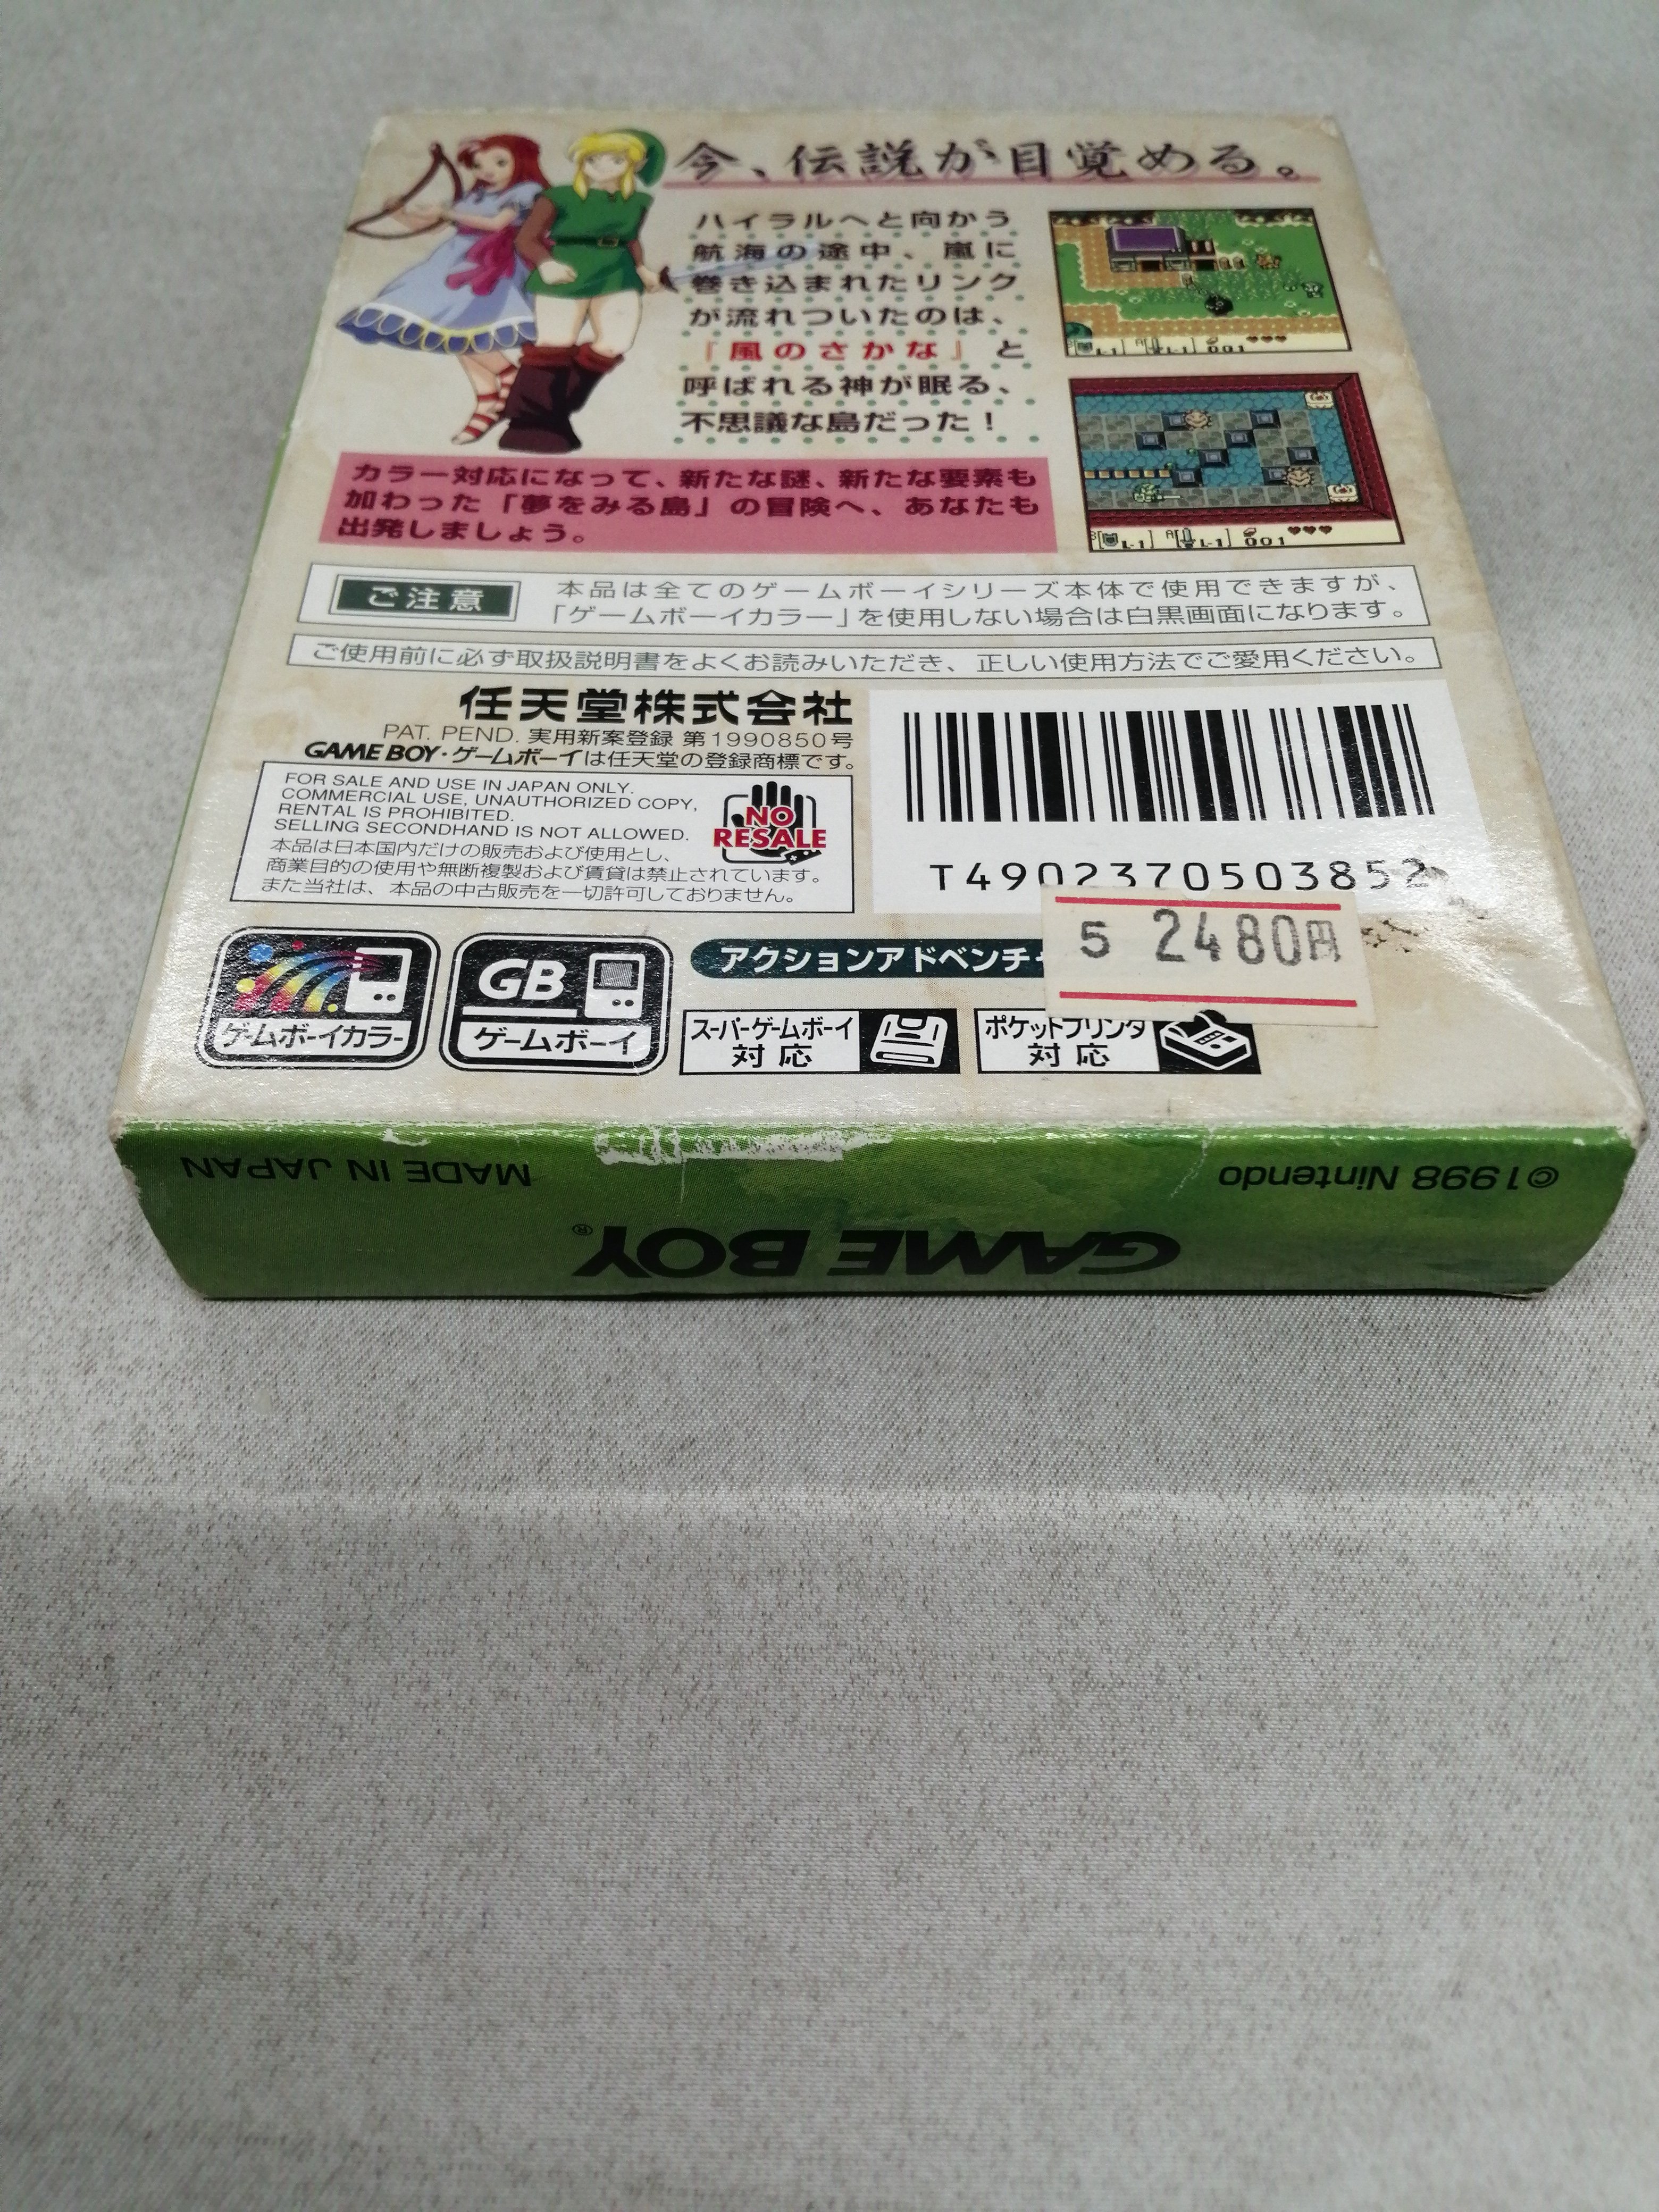 今、伝説が目覚める。
ハイラルへと向かう
航海の途中、嵐に
巻き込まれたリンク
が流れついたのは、
『風のさかな』と
呼ばれる神が眠る、
不思議な島だった！
B[L-1] A[L-1] 001
B[L-1] A[L-1] 001
カラー対応になって、新たな謎、新たな要素も
加わった「夢をみる島」の冒険へ、あなたも
出発しましょう。
ご注意
本品は全てのゲームボーイシリーズ本体で使用できますが、
「ゲームボーイカラー」を使用しない場合は白黒画面になります。
ご使用前に必ず取扱説明書をよくお読みいただき、正しい使用方法でご愛用ください。
任天堂株式会社
PAT. PEND. 実用新案登録 第1990850号
GAME BOY・ゲームボーイは任天堂の登録商標です。
FOR SALE AND USE IN JAPAN ONLY.
COMMERCIAL USE, UNAUTHORIZED COPY,
RENTAL IS PROHIBITED.
SELLING SECONDHAND IS NOT ALLOWED.
本品は日本国内だけの販売および使用とし、
商業目的の使用や無断複製および賃貸は禁止されています。
また当社は、本品の中古販売を一切許可しておりません。
NO
RESALE
T4902370503852
5 2480円
アクションアドベンチ
ゲームボーイカラー
GB
ゲームボーイ
スーパーゲームボーイ
対応
ポケットプリンタ
対応
MADE IN JAPAN
©1998 Nintendo
GAME BOY®